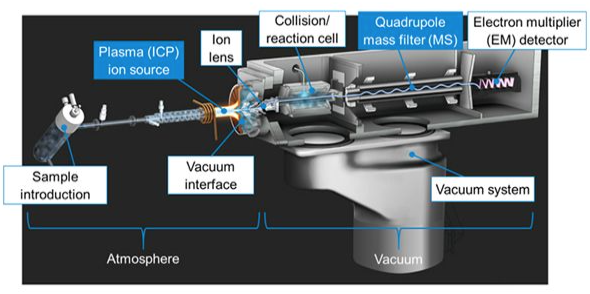 Plasma (ICP)
ion source
Ion
lens
Collision/
reaction cell
Quadrupole
mass filter (MS)
Electron multiplier
(EM) detector
Sample
introduction
Vacuum
interface
Vacuum system
Atmosphere
Vacuum